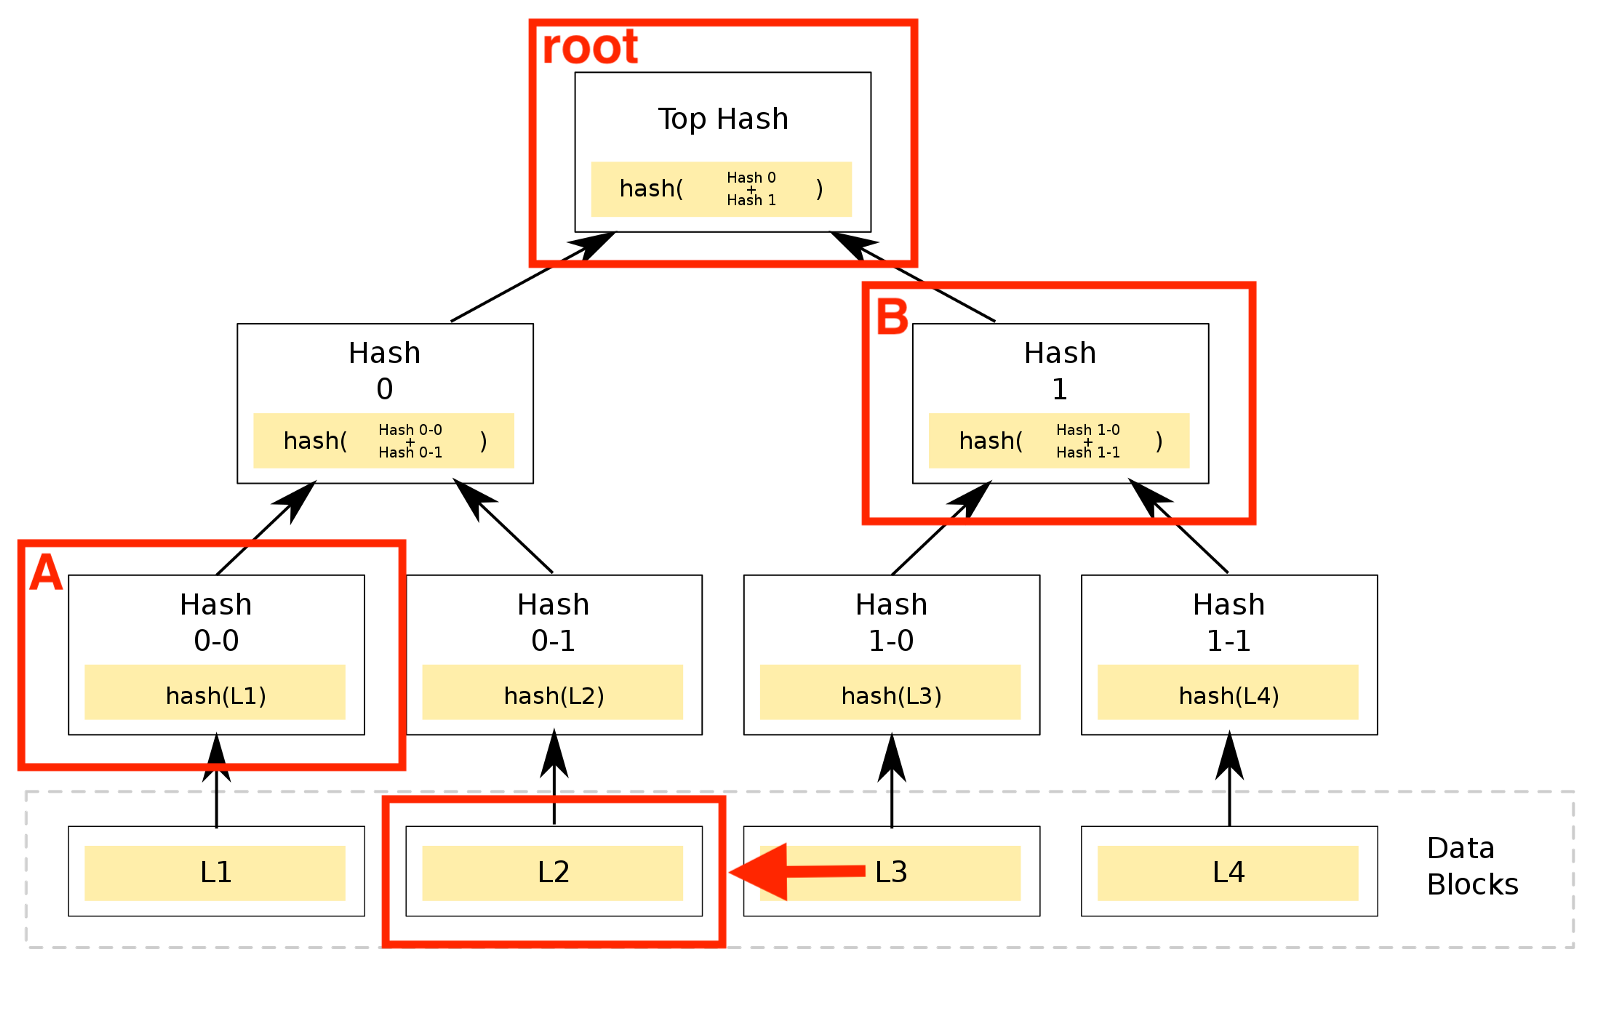 root
Top Hash
hash( Hash 0 + Hash 1 )
Hash
0
hash( Hash 0-0 + Hash 0-1 )
B
Hash
1
hash( Hash 1-0 + Hash 1-1 )
A
Hash
0-0
hash(L1)
Hash
0-1
hash(L2)
Hash
1-0
hash(L3)
Hash
1-1
hash(L4)
L1
L2
L3
L4
Data
Blocks